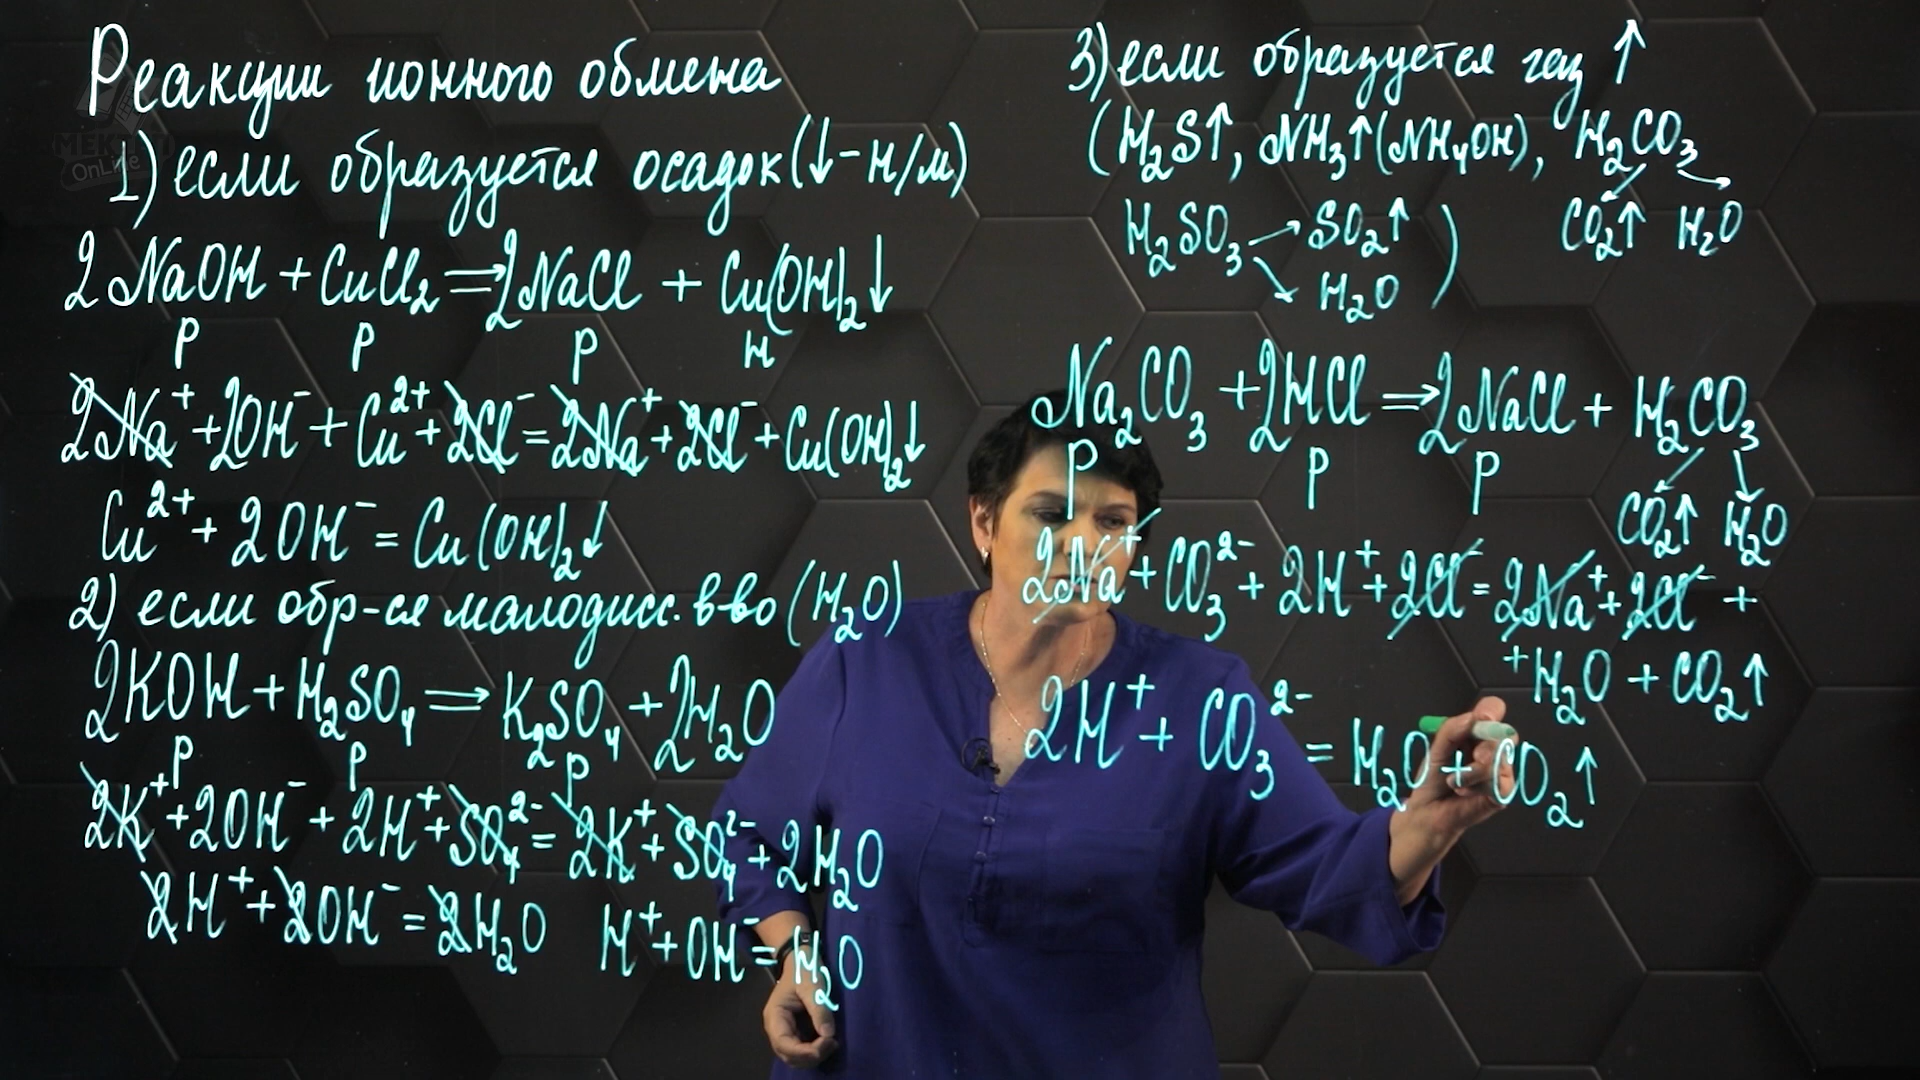 Реакции ионного обмена
1) если образуется осадок (↓ - н/м)
2NaOH + CuCl₂ ⇒ 2NaCl + Cu(OH)₂↓
р р р н
2Na⁺ + 2OH⁻ + Cu²⁺ + 2Cl⁻ = 2Na⁺ + 2Cl⁻ + Cu(OH)₂↓
Cu²⁺ + 2OH⁻ = Cu(OH)₂↓
2) если обр-ся малодисс. в-во (H₂O)
2KOH + H₂SO₄ ⇒ K₂SO₄ + 2H₂O
р р р
2K⁺ + 2OH⁻ + 2H⁺ + SO₄²⁻ = 2K⁺ + SO₄²⁻ + 2H₂O
2H⁺ + 2OH⁻ = 2H₂O H⁺ + OH⁻ = H₂O
3) если образуется газ ↑
(H₂S↑, NH₃↑ (NH₄OH), H₂CO₃
CO₂↑ H₂O
H₂SO₃ → SO₂↑
↘ H₂O )
Na₂CO₃ + 2HCl ⇒ 2NaCl + H₂CO₃
р р р
CO₂↑ H₂O
2Na⁺ + CO₃²⁻ + 2H⁺ + 2Cl⁻ = 2Na⁺ + 2Cl⁻ +
+ H₂O + CO₂↑
2H⁺ + CO₃²⁻ = H₂O + CO₂↑
OnLine